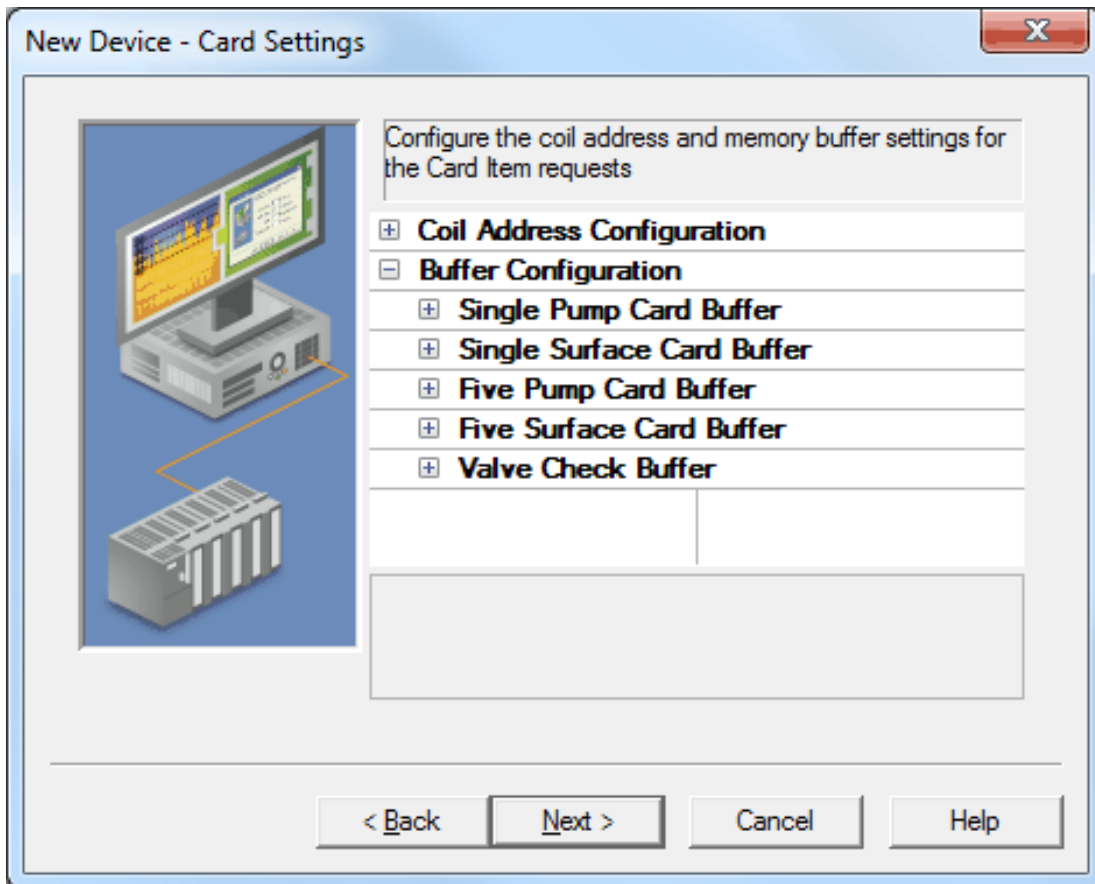 New Device - Card Settings
Configure the coil address and memory buffer settings for
the Card Item requests
Coil Address Configuration
Buffer Configuration
Single Pump Card Buffer
Single Surface Card Buffer
Five Pump Card Buffer
Five Surface Card Buffer
Valve Check Buffer
< Back Next > Cancel Help